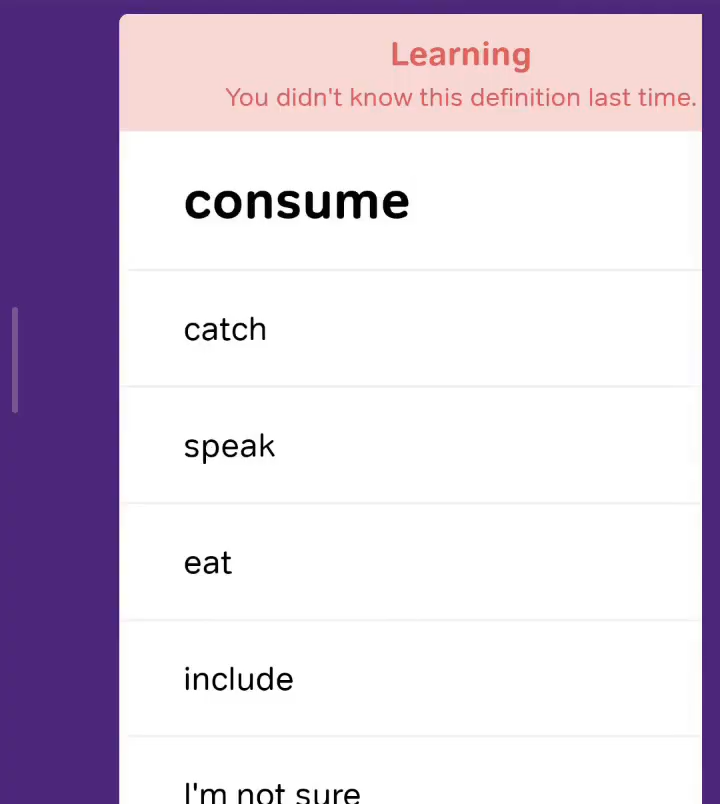 Learning
You didn't know this definition last time.
consume
catch
speak
eat
include
I'm not sure